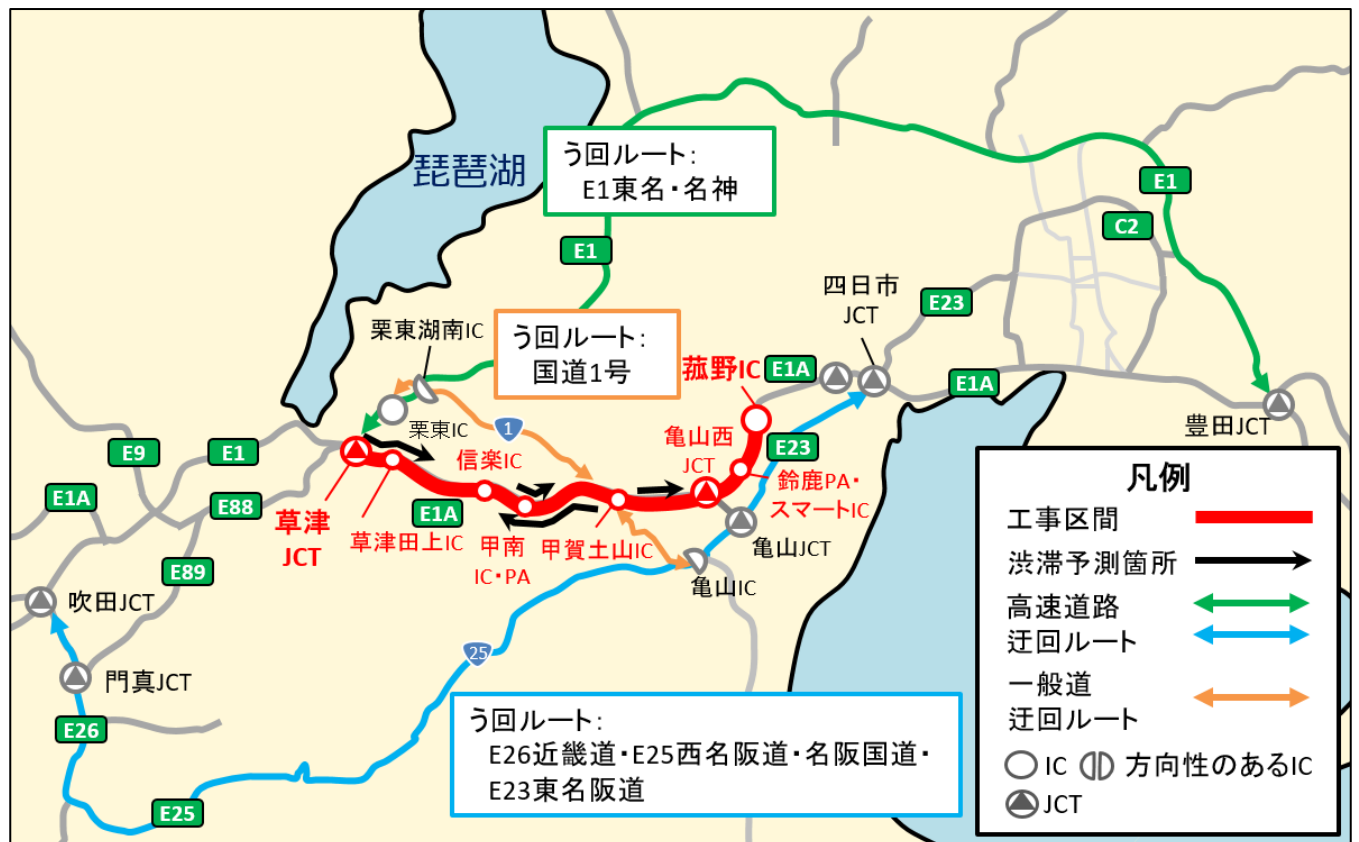 う回ルート：
E1東名・名神
琵琶湖
E1
E1
C2
四日市
JCT
E23
栗東湖南IC
う回ルート：
国道1号
菰野IC
E1A
E1A
豊田JCT
栗東IC
1
E9
E1
信楽IC
亀山西
JCT
E23
E1A
E88
草津
JCT
草津田上IC
E1A
甲南
IC・PA
甲賀土山IC
鈴鹿PA・
スマートIC
亀山JCT
亀山IC
E89
吹田JCT
25
門真JCT
E26
E25
う回ルート：
E26近畿道・E25西名阪道・名阪国道・
E23東名阪道
凡例
工事区間
渋滞予測箇所
高速道路
迂回ルート
一般道
迂回ルート
IC
方向性のあるIC
JCT